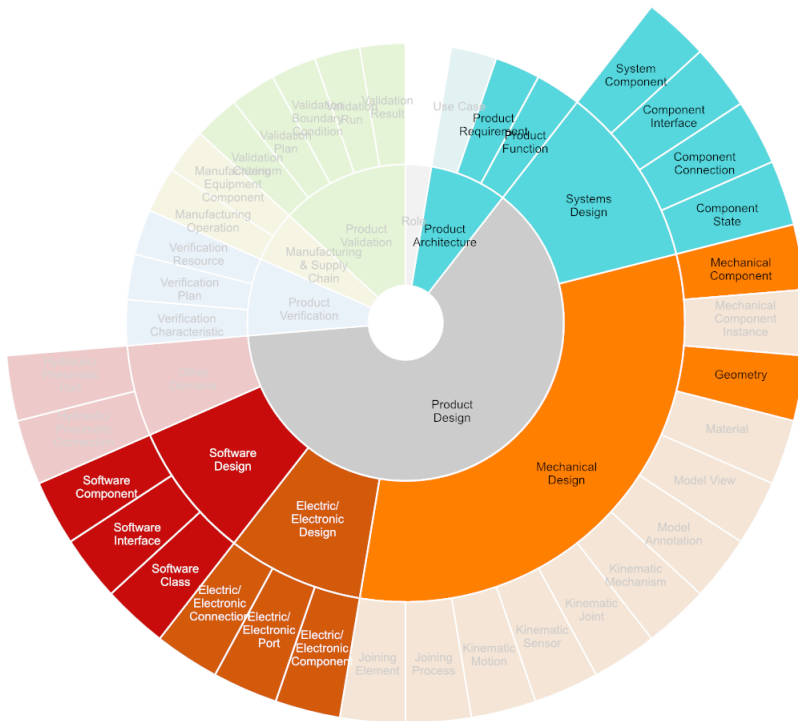 System
Component
Component
Interface
Component
Connection
Component
State
Systems
Design
Use Case
Product
Requirement
Product
Function
Product
Architecture
Role
Validation
Result
Validation
Run
Validation
Boundary
Condition
Validation
Plan
Validation
Product
Validation
Manufacturing
Equipment
Component
Manufacturing
Operation
Manufacturing
& Supply
Chain
Verification
Resource
Verification
Plan
Verification
Characteristic
Product
Verification
Product
Design
Mechanical
Component
Mechanical
Component
Instance
Geometry
Material
Model View
Model
Annotation
Kinematic
Mechanism
Kinematic
Joint
Kinematic
Sensor
Kinematic
Motion
Joining
Process
Joining
Element
Mechanical
Design
Electric/
Electronic
Design
Electric/
Electronic
Component
Electric/
Electronic
Port
Electric/
Electronic
Connection
Software
Design
Software
Component
Software
Interface
Software
Class